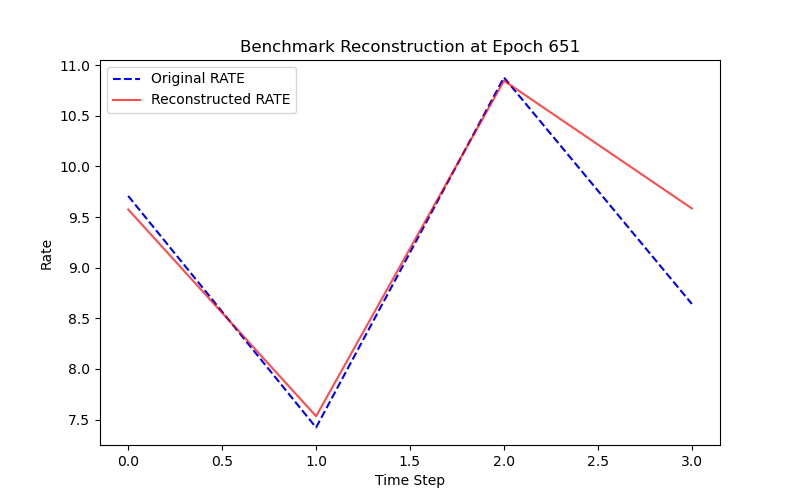 Benchmark Reconstruction at Epoch 651
Original RATE
Reconstructed RATE
11.0
10.5
10.0
9.5
9.0
8.5
8.0
7.5
Rate
0.0 0.5 1.0 1.5 2.0 2.5 3.0
Time Step